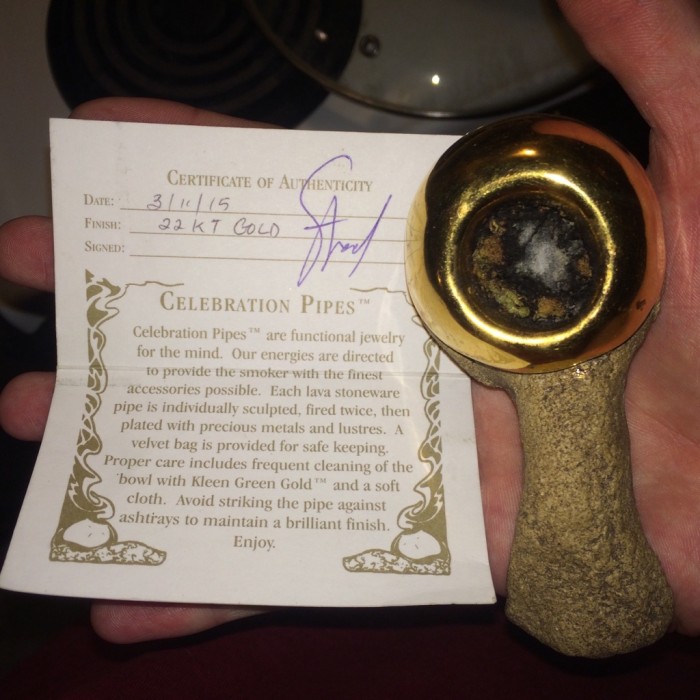 CERTIFICATE OF AUTHENTICITY
DATE: 3/11/15
FINISH: 22 KT GOLD
SIGNED:
CELEBRATION PIPES™
Celebration Pipes™ are functional jewelry
for the mind. Our energies are directed
to provide the smoker with the finest
accessories possible. Each lava stoneware
pipe is individually sculpted, fired twice, then
plated with precious metals and lustres. A
velvet bag is provided for safe keeping.
Proper care includes frequent cleaning of the
bowl with Kleen Green Gold™ and a soft
cloth. Avoid striking the pipe against
ashtrays to maintain a brilliant finish.
Enjoy.